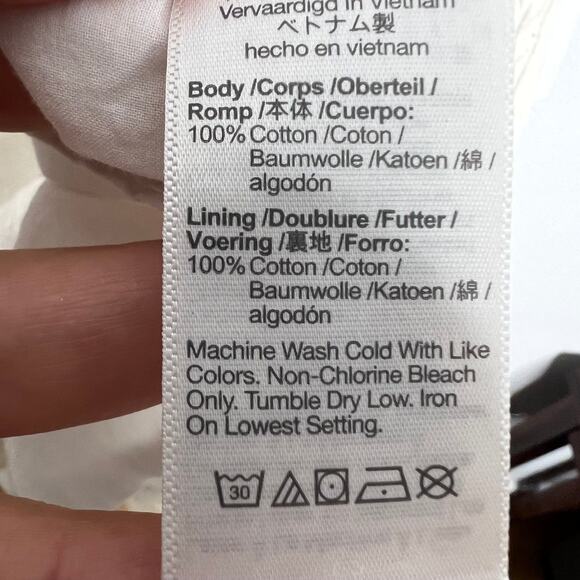 Vervaardigd in Vietnam
ベトナム製
hecho en vietnam
Body /Corps /Oberteil /
Romp /本体 /Cuerpo:
100% Cotton /Coton /
Baumwolle /Katoen /綿 /
algodón
Lining /Doublure /Futter /
Voering /裏地 /Forro:
100% Cotton /Coton /
Baumwolle /Katoen /綿 /
algodón
Machine Wash Cold With Like
Colors. Non-Chlorine Bleach
Only. Tumble Dry Low. Iron
On Lowest Setting.
30